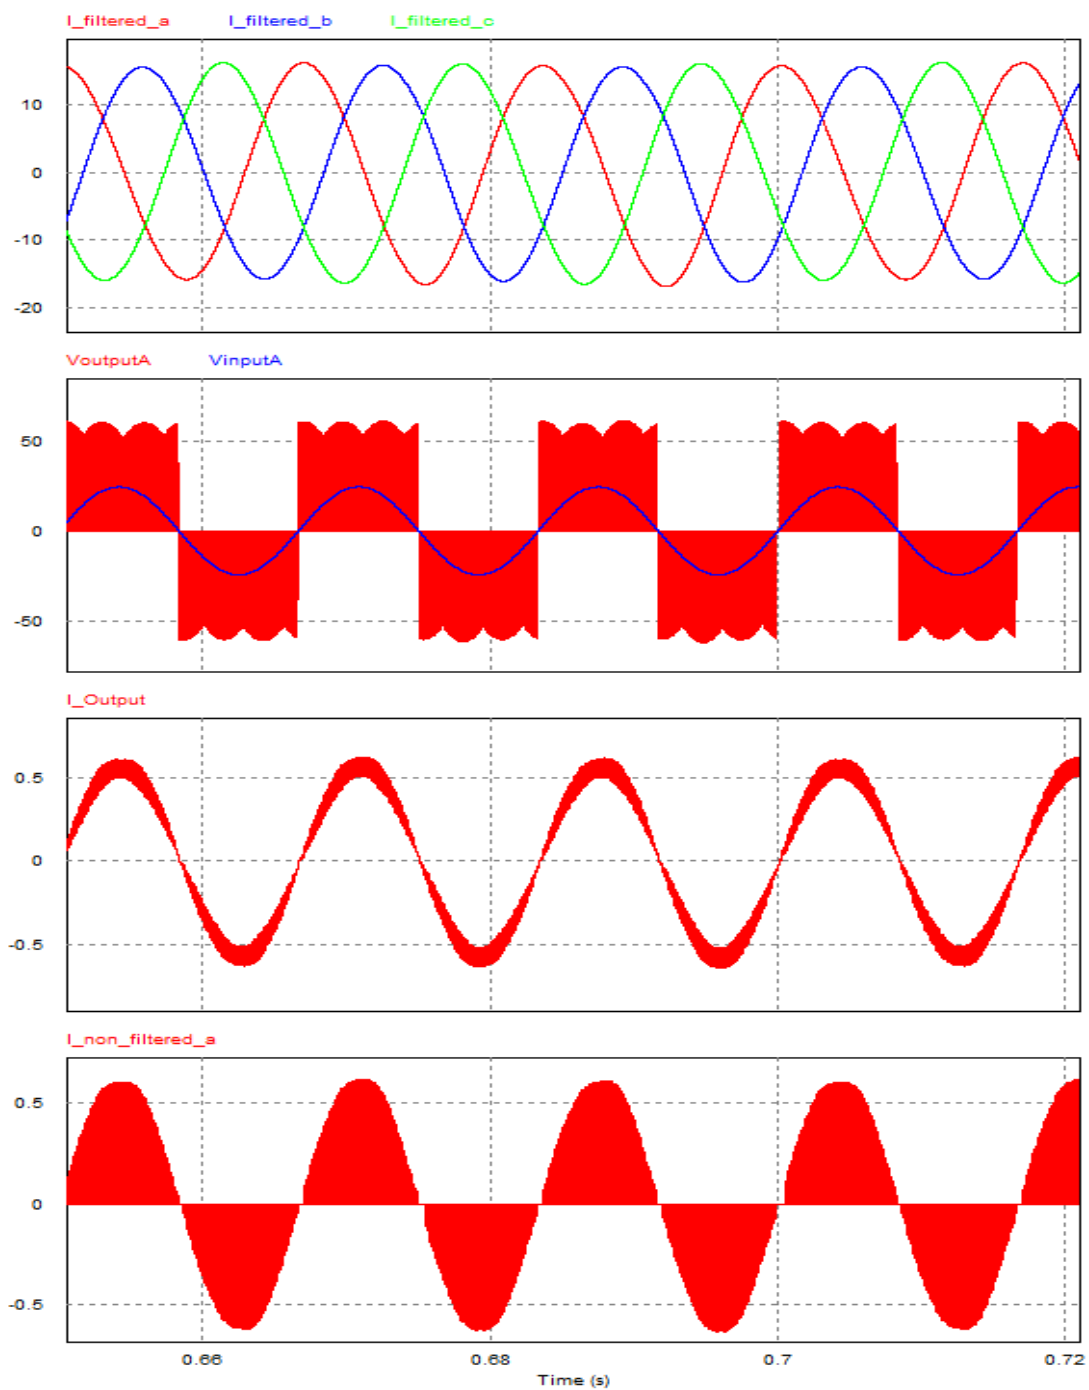 I_filtered_a I_filtered_b I_filtered_c
10
0
-10
-20
VoutputA VinputA
50
0
-50
I_Output
0.5
0
-0.5
I_non_filtered_a
0.5
0
-0.5
0.66 0.68 0.7 0.72
Time (s)